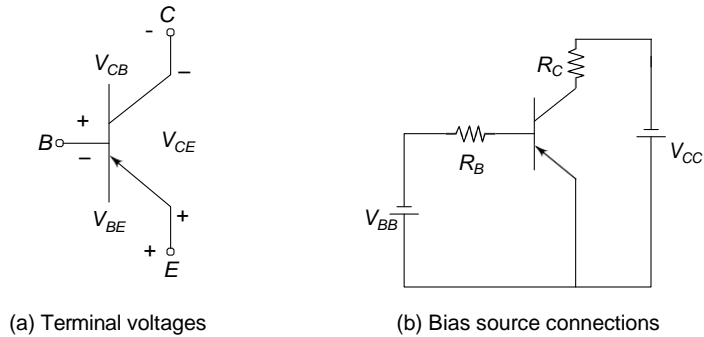 - C
V_CB
–
+
B
V_CE
–
V_BE
+
+
E
R_C
R_B
V_CC
V_BB
(a) Terminal voltages
(b) Bias source connections